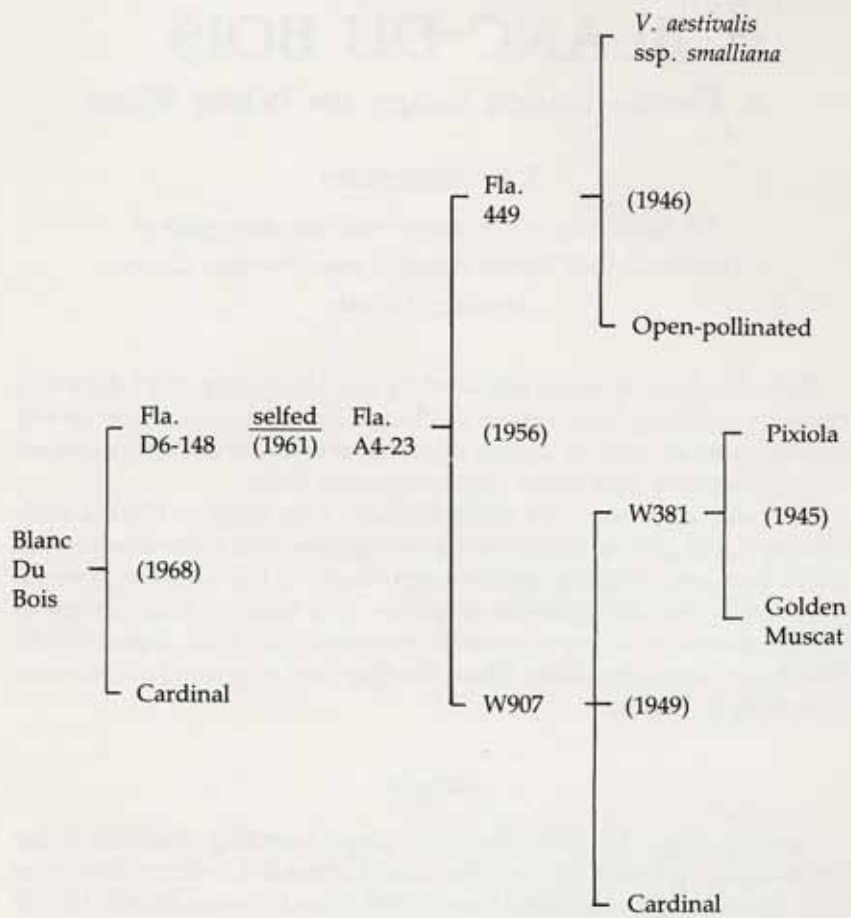 V. aestivalis
ssp. smalliana
Fla.
449
(1946)
Open-pollinated
Fla.
D6-148
selfed
(1961)
Fla.
A4-23
(1956)
Pixiola
W381
(1945)
Blanc
Du
Bois
(1968)
Golden
Muscat
Cardinal
W907
(1949)
Cardinal